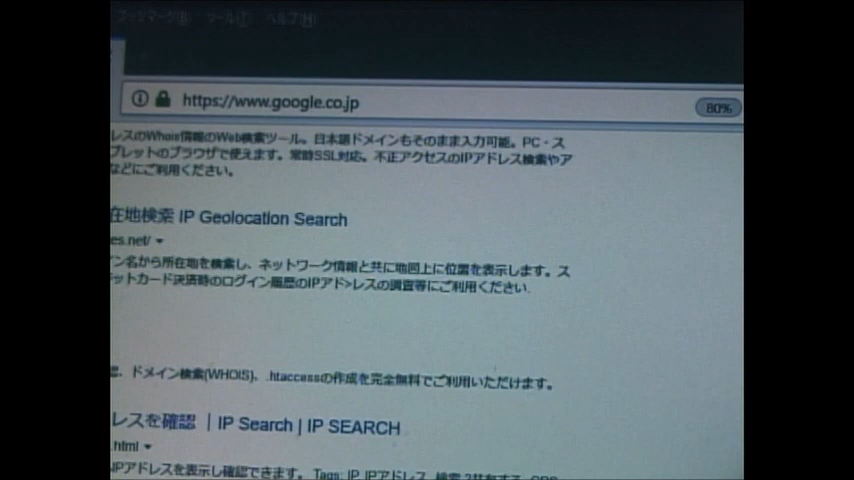 ブックマーク(B) ツール(T) ヘルプ(H)
https://www.google.co.jp
80%
レスのWhois情報のWeb検索ツール。日本語ドメインもそのまま入力可能。PC・ス
ブレットのブラウザで使えます。常時SSL対応。不正アクセスのIPアドレス検索やア
などにご利用ください。
在地検索 IP Geolocation Search
es.net/
イン名から所在地を検索し、ネットワーク情報と共に地図上に位置を表示します。ス
ットカード決済時のログイン履歴のIPアド>レスの調査等にご利用ください.
認、ドメイン検索(WHOIS)、.htaccessの作成を完全無料でご利用いただけます。
レスを確認 | IP Search | IP SEARCH
.html
IPアドレスを表示し確認できます。 Tags: IP, IPアドレス, 検索